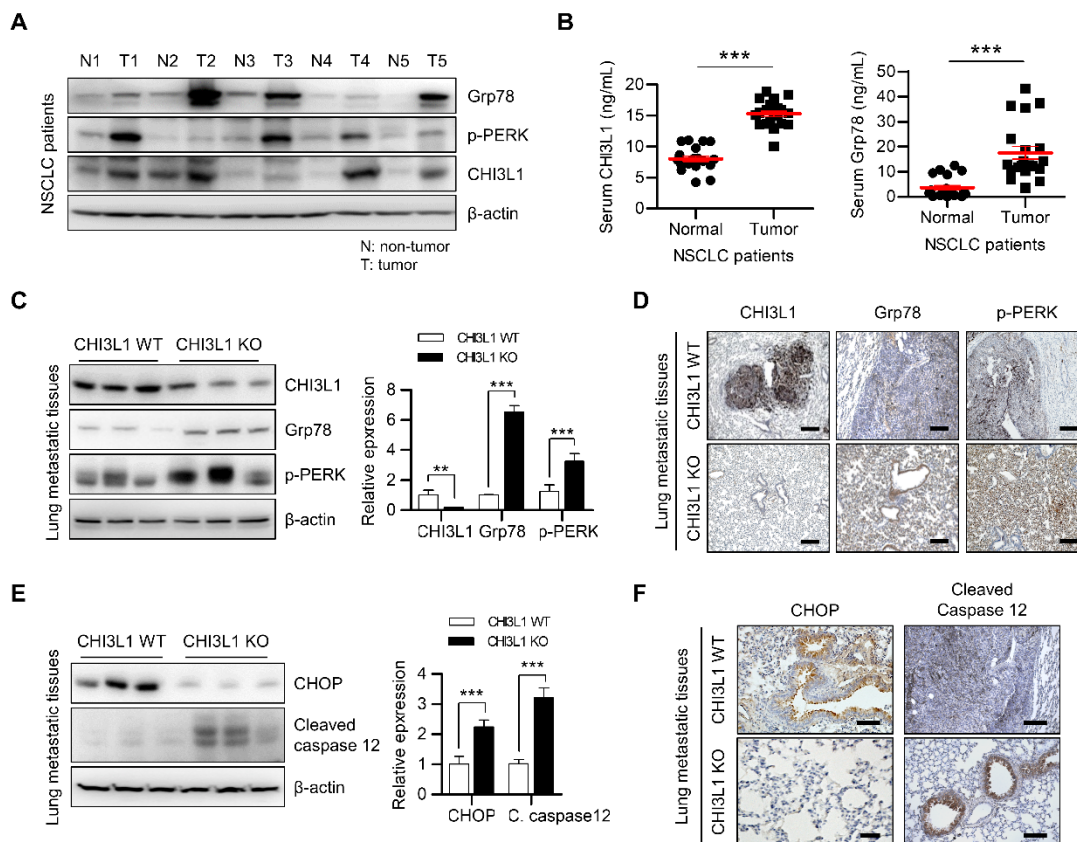 A
N1 T1 N2 T2 N3 T3 N4 T4 N5 T5
NSCLC patients
Grp78
p-PERK
CHI3L1
β-actin
N: non-tumor
T: tumor
B
***
Serum CHI3L1 (ng/mL)
20
15
10
5
0
Normal Tumor
NSCLC patients
***
Serum Grp78 (ng/mL)
50
40
30
20
10
0
Normal Tumor
NSCLC patients
C
CHI3L1 WT CHI3L1 KO
Lung metastatic tissues
CHI3L1
Grp78
p-PERK
β-actin
CHI3L1 WT
CHI3L1 KO
Relative epxression
8
6
4
2
0
**
***
***
CHI3L1 Grp78 p-PERK
D
CHI3L1 Grp78 p-PERK
Lung metastatic tissues
CHI3L1 WT
CHI3L1 KO
E
CHI3L1 WT CHI3L1 KO
Lung metastatic tissues
CHOP
Cleaved
caspase 12
β-actin
CHI3L1 WT
CHI3L1 KO
Relative epxression
4
3
2
1
0
***
***
CHOP C. caspase12
F
CHOP
Cleaved
Caspase 12
Lung metastatic tissues
CHI3L1 WT
CHI3L1 KO